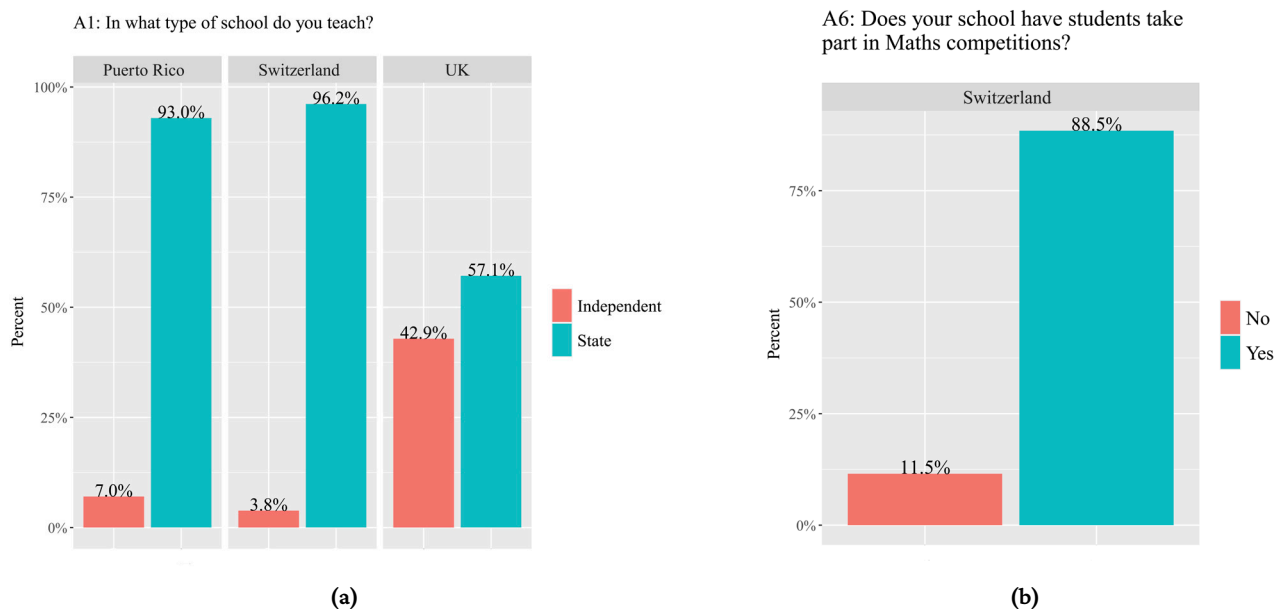 A1: In what type of school do you teach?
Puerto Rico
Switzerland
UK
100%
75%
50%
25%
0%
Percent
93.0%
7.0%
96.2%
3.8%
57.1%
42.9%
Independent
State
(a)
A6: Does your school have students take
part in Maths competitions?
Switzerland
75%
50%
25%
0%
Percent
88.5%
11.5%
No
Yes
(b)